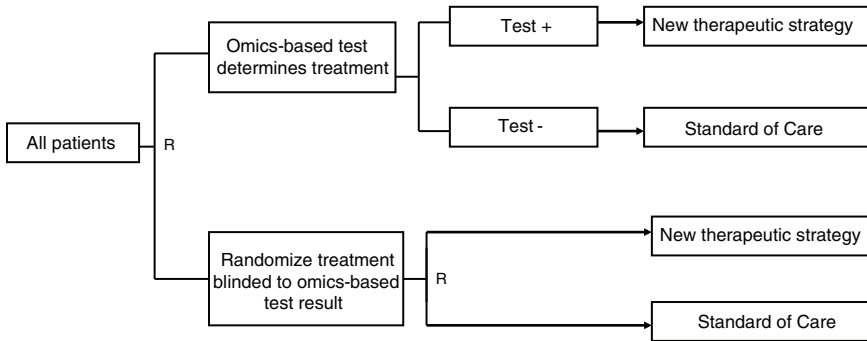 Omics-based test
determines treatment
Test +
New therapeutic strategy
Test -
Standard of Care
All patients
R
Randomize treatment
blinded to omics-based
test result
R
New therapeutic strategy
Standard of Care